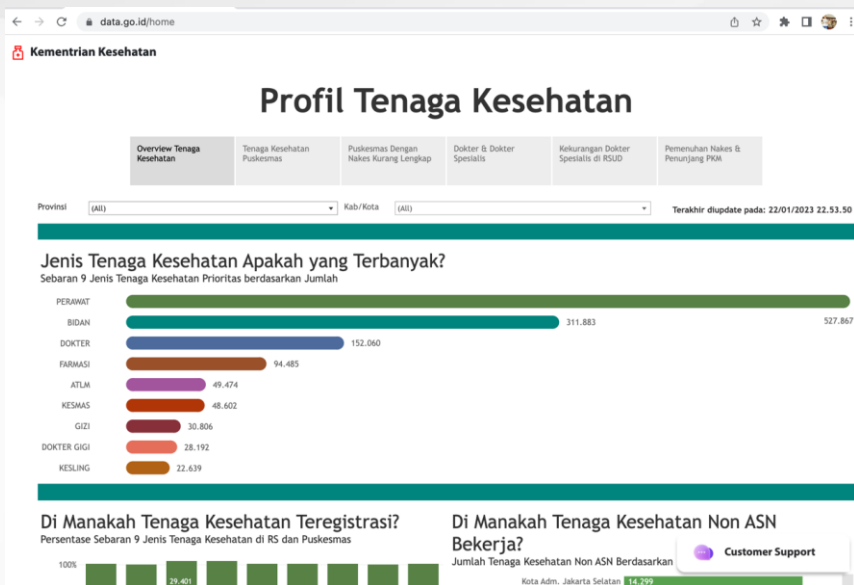 data.go.id/home
Kementrian Kesehatan
Profil Tenaga Kesehatan
Overview Tenaga
Kesehatan
Tenaga Kesehatan
Puskesmas
Puskesmas Dengan
Nakes Kurang Lengkap
Dokter & Dokter
Spesialis
Kekurangan Dokter
Spesialis di RSUD
Pemenuhan Nakes &
Penunjang PKM
Provinsi
(All)
Kab/Kota
(All)
Terakhir diupdate pada: 22/01/2023 22.53.50
Jenis Tenaga Kesehatan Apakah yang Terbanyak?
Sebaran 9 Jenis Tenaga Kesehatan Prioritas berdasarkan Jumlah
PERAWAT
527.867
BIDAN 311.883
DOKTER 152.060
FARMASI 94.485
ATLM 49.474
KESMAS 48.602
GIZI 30.806
DOKTER GIGI 28.192
KESLING 22.639
Di Manakah Tenaga Kesehatan Teregistrasi?
Persentase Sebaran 9 Jenis Tenaga Kesehatan di RS dan Puskesmas
100%
29.401
Di Manakah Tenaga Kesehatan Non ASN
Bekerja?
Jumlah Tenaga Kesehatan Non ASN Berdasarkan
Kota Adm. Jakarta Selatan 14.299
Customer Support